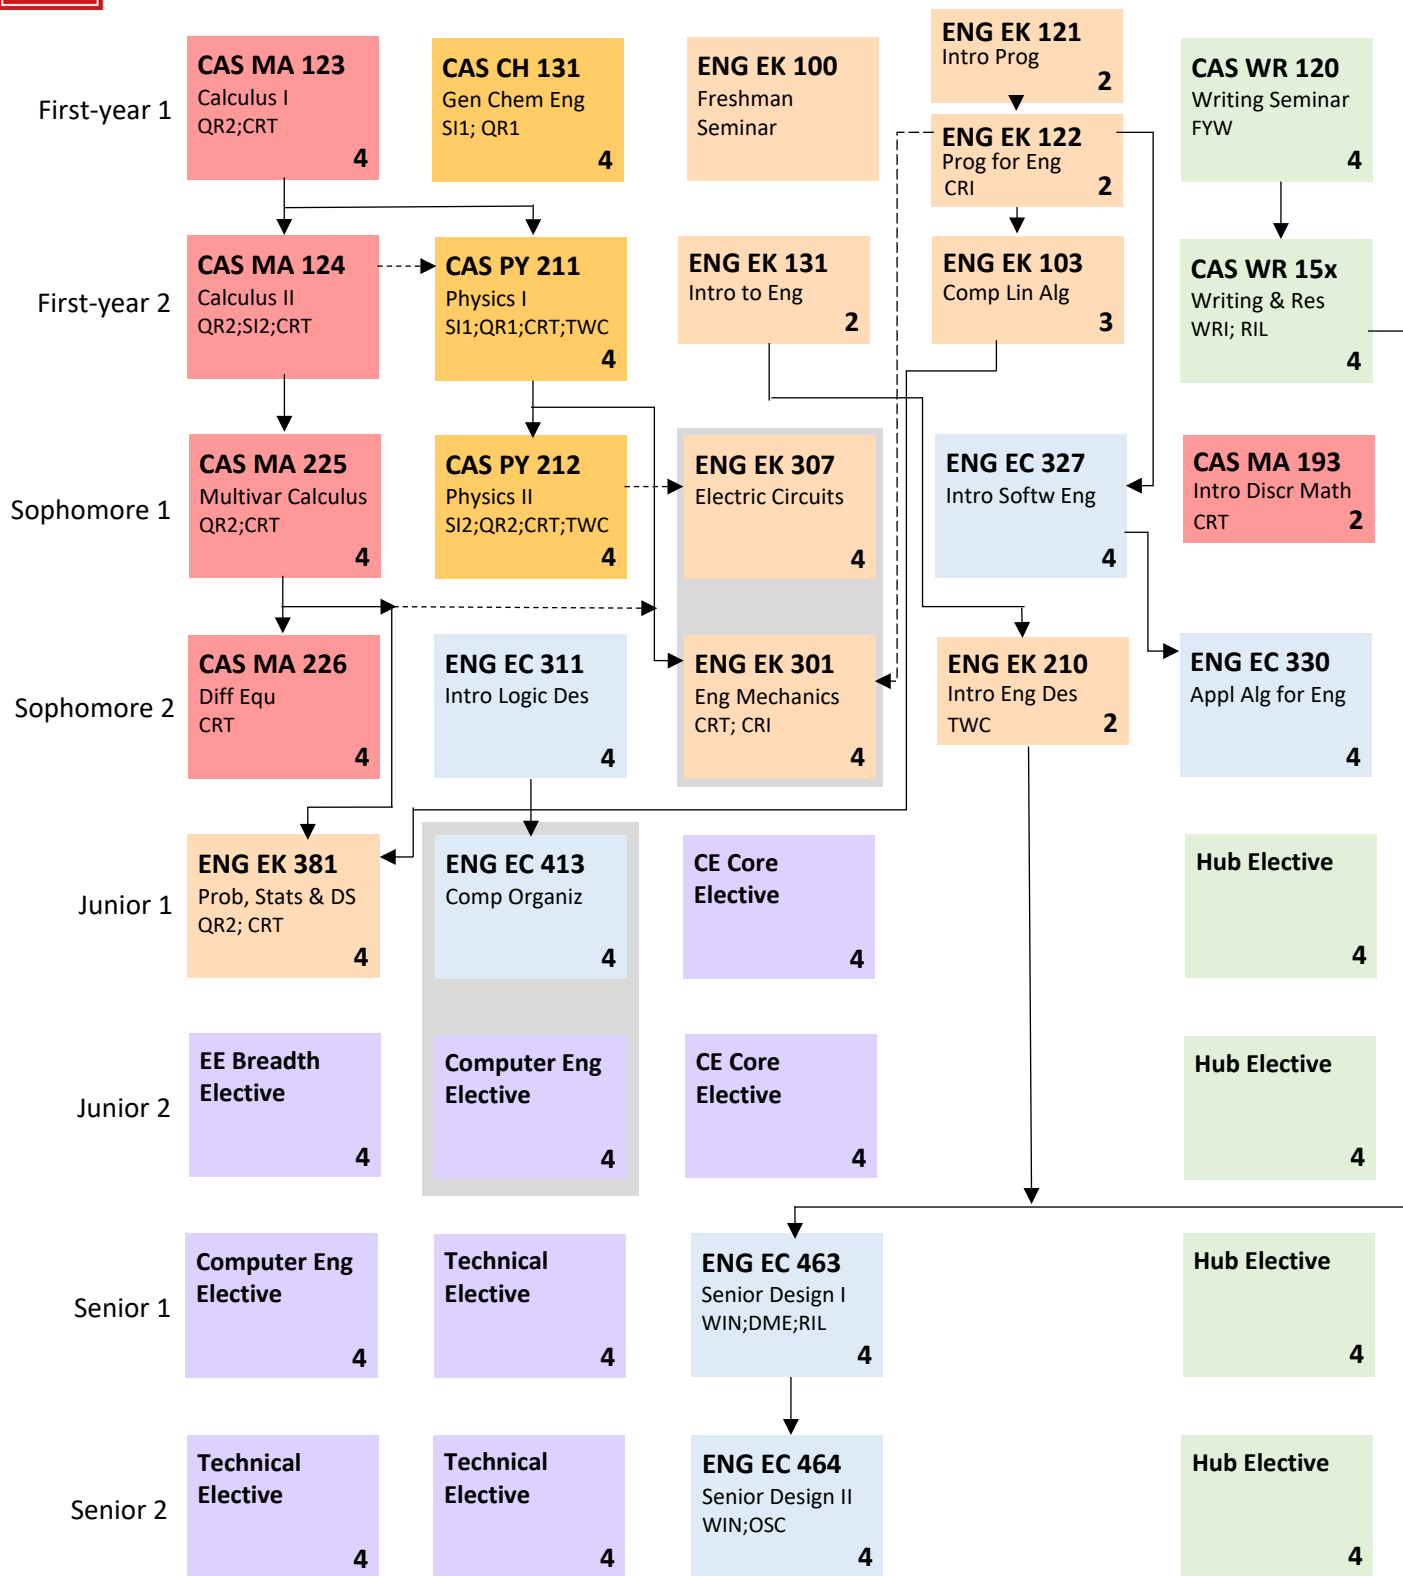 First-year 1
CAS MA 123
Calculus I
QR2;CRT
4
CAS CH 131
Gen Chem Eng
SI1; QR1
4
ENG EK 100
Freshman
Seminar
ENG EK 121
Intro Prog
2
ENG EK 122
Prog for Eng
CRI
2
CAS WR 120
Writing Seminar
FYW
4
First-year 2
CAS MA 124
Calculus II
QR2;SI2;CRT
4
CAS PY 211
Physics I
SI1;QR1;CRT;TWC
4
ENG EK 131
Intro to Eng
2
ENG EK 103
Comp Lin Alg
3
CAS WR 15x
Writing & Res
WRI; RIL
4
Sophomore 1
CAS MA 225
Multivar Calculus
QR2;CRT
4
CAS PY 212
Physics II
SI2;QR2;CRT;TWC
4
ENG EK 307
Electric Circuits
4
ENG EC 327
Intro Softw Eng
4
CAS MA 193
Intro Discr Math
CRT
2
Sophomore 2
CAS MA 226
Diff Equ
CRT
4
ENG EC 311
Intro Logic Des
4
ENG EK 301
Eng Mechanics
CRT; CRI
4
ENG EK 210
Intro Eng Des
TWC
2
ENG EC 330
Appl Alg for Eng
4
Junior 1
ENG EK 381
Prob, Stats & DS
QR2; CRT
4
ENG EC 413
Comp Organiz
4
CE Core
Elective
4
Hub Elective
4
Junior 2
EE Breadth
Elective
4
Computer Eng
Elective
4
CE Core
Elective
4
Hub Elective
4
Senior 1
Computer Eng
Elective
4
Technical
Elective
4
ENG EC 463
Senior Design I
WIN;DME;RIL
4
Hub Elective
4
Senior 2
Technical
Elective
4
Technical
Elective
4
ENG EC 464
Senior Design II
WIN;OSC
4
Hub Elective
4